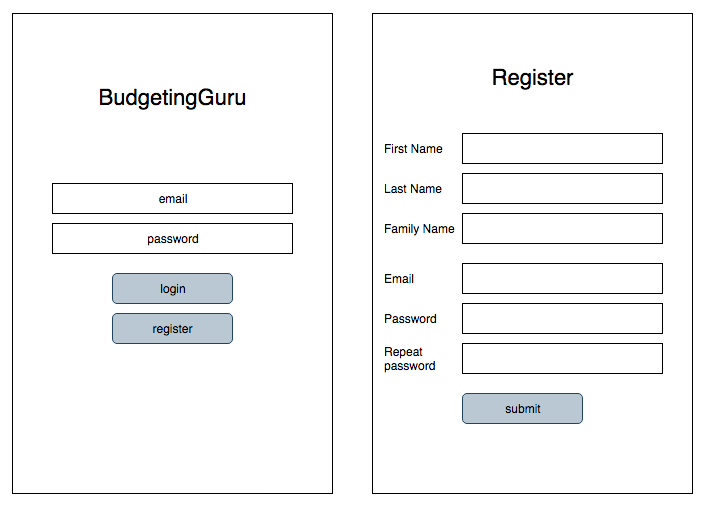 BudgetingGuru
email
password
login
register
Register
First Name
Last Name
Family Name
Email
Password
Repeat
password
submit